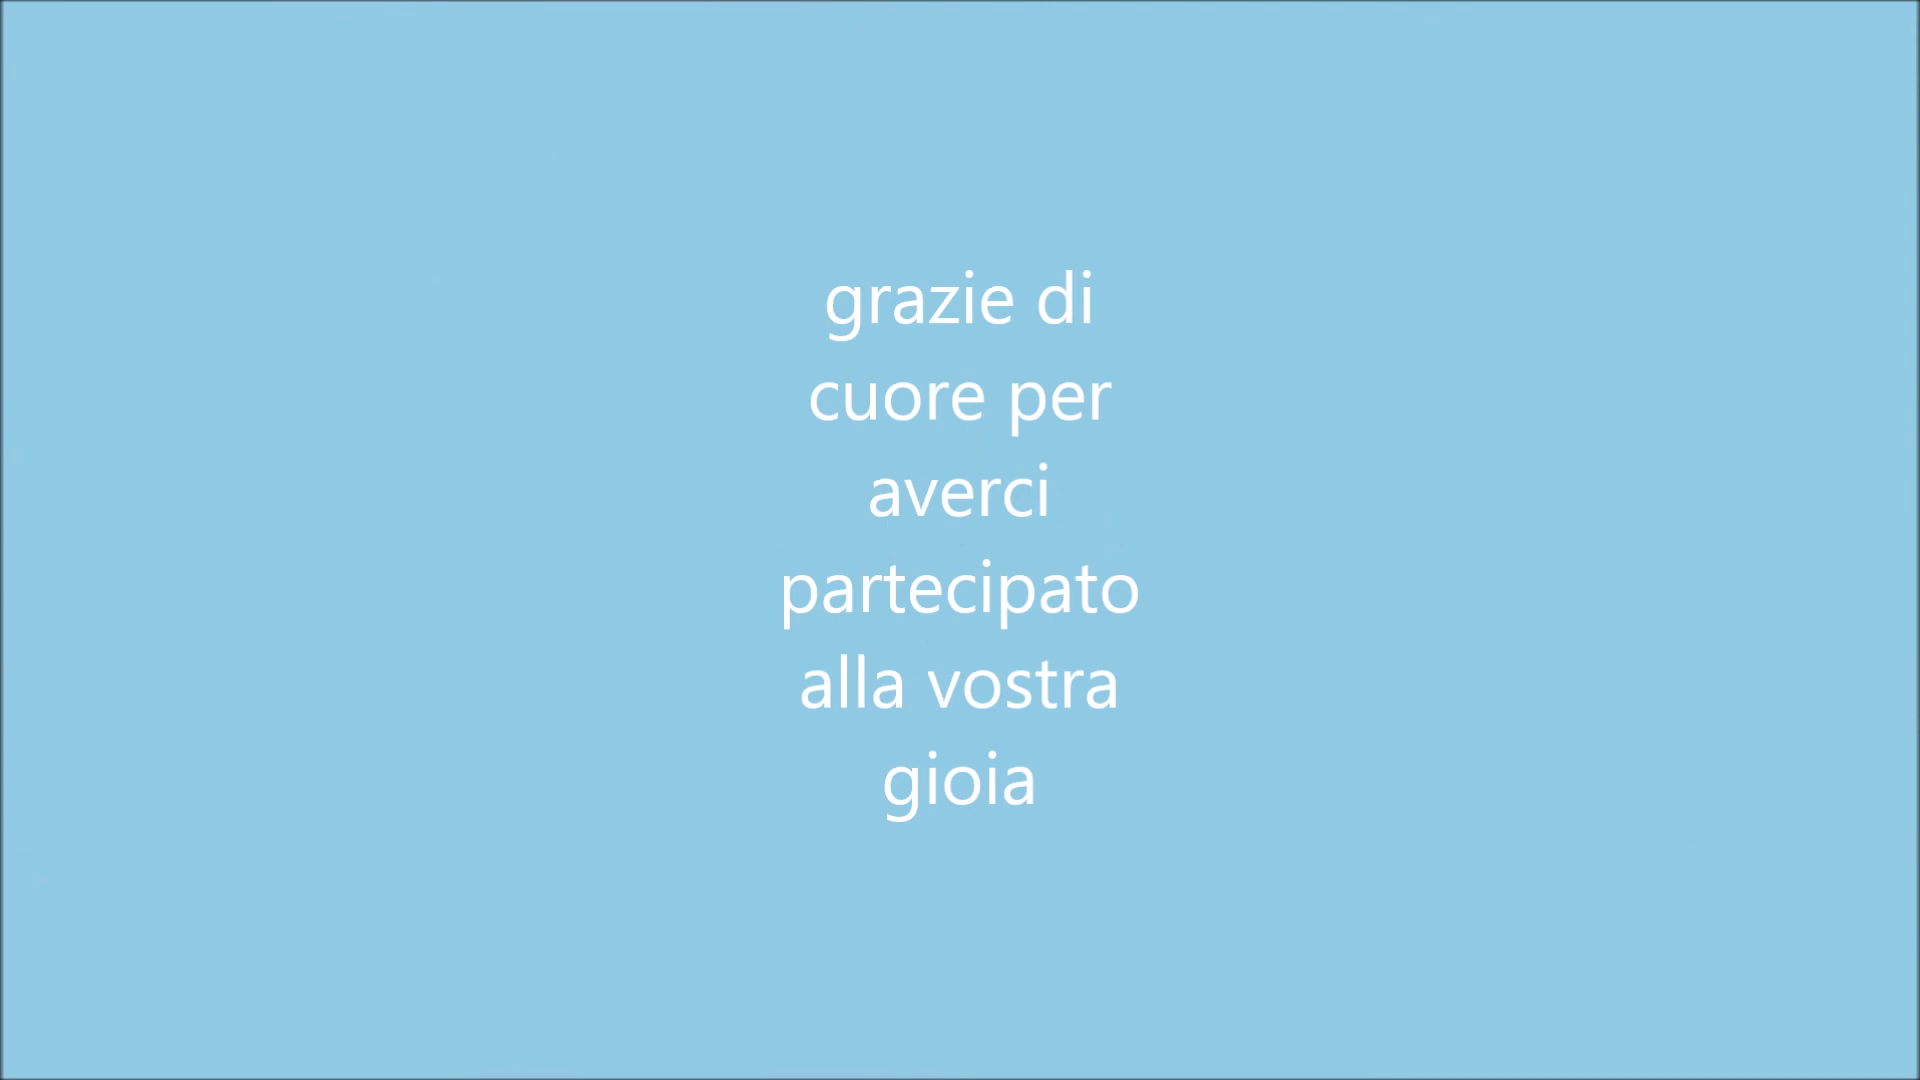 grazie di
cuore per
averci
partecipato
alla vostra
gioia